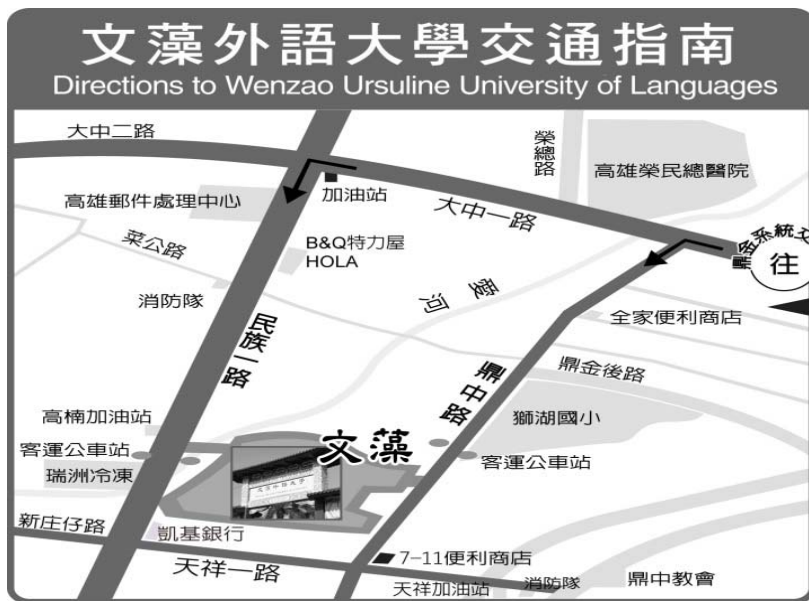 文藻外語大學交通指南
Directions to Wenzao Ursuline University of Languages
大中二路
榮總路
高雄榮民總醫院
高雄郵件處理中心
加油站
大中一路
菜公路
B&Q特力屋
HOLA
鼎金系統交
往
愛河
消防隊
全家便利商店
民族一路
鼎金後路
鼎中路
高楠加油站
文藻
獅湖國小
客運公車站
客運公車站
瑞洲冷凍
新庄仔路
凱基銀行
天祥一路
7-11便利商店
天祥加油站
消防隊
鼎中教會